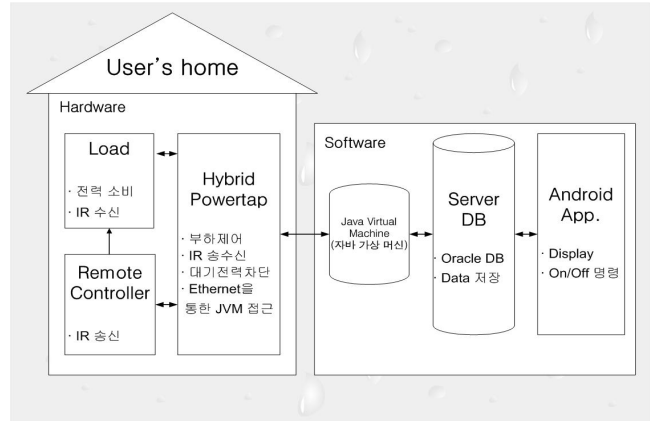 User's home
Hardware
Load
· 전력 소비
· IR 수신
Remote
Controller
· IR 송신
Hybrid
Powertap
· 부하제어
· IR 송수신
· 대기전력차단
· Ethernet을
통한 JVM 접근
Software
Java Virtual
Machine
(자바 가상 머신)
Server
DB
· Oracle DB
· Data 저장
Android
App.
· Display
· On/Off 명령